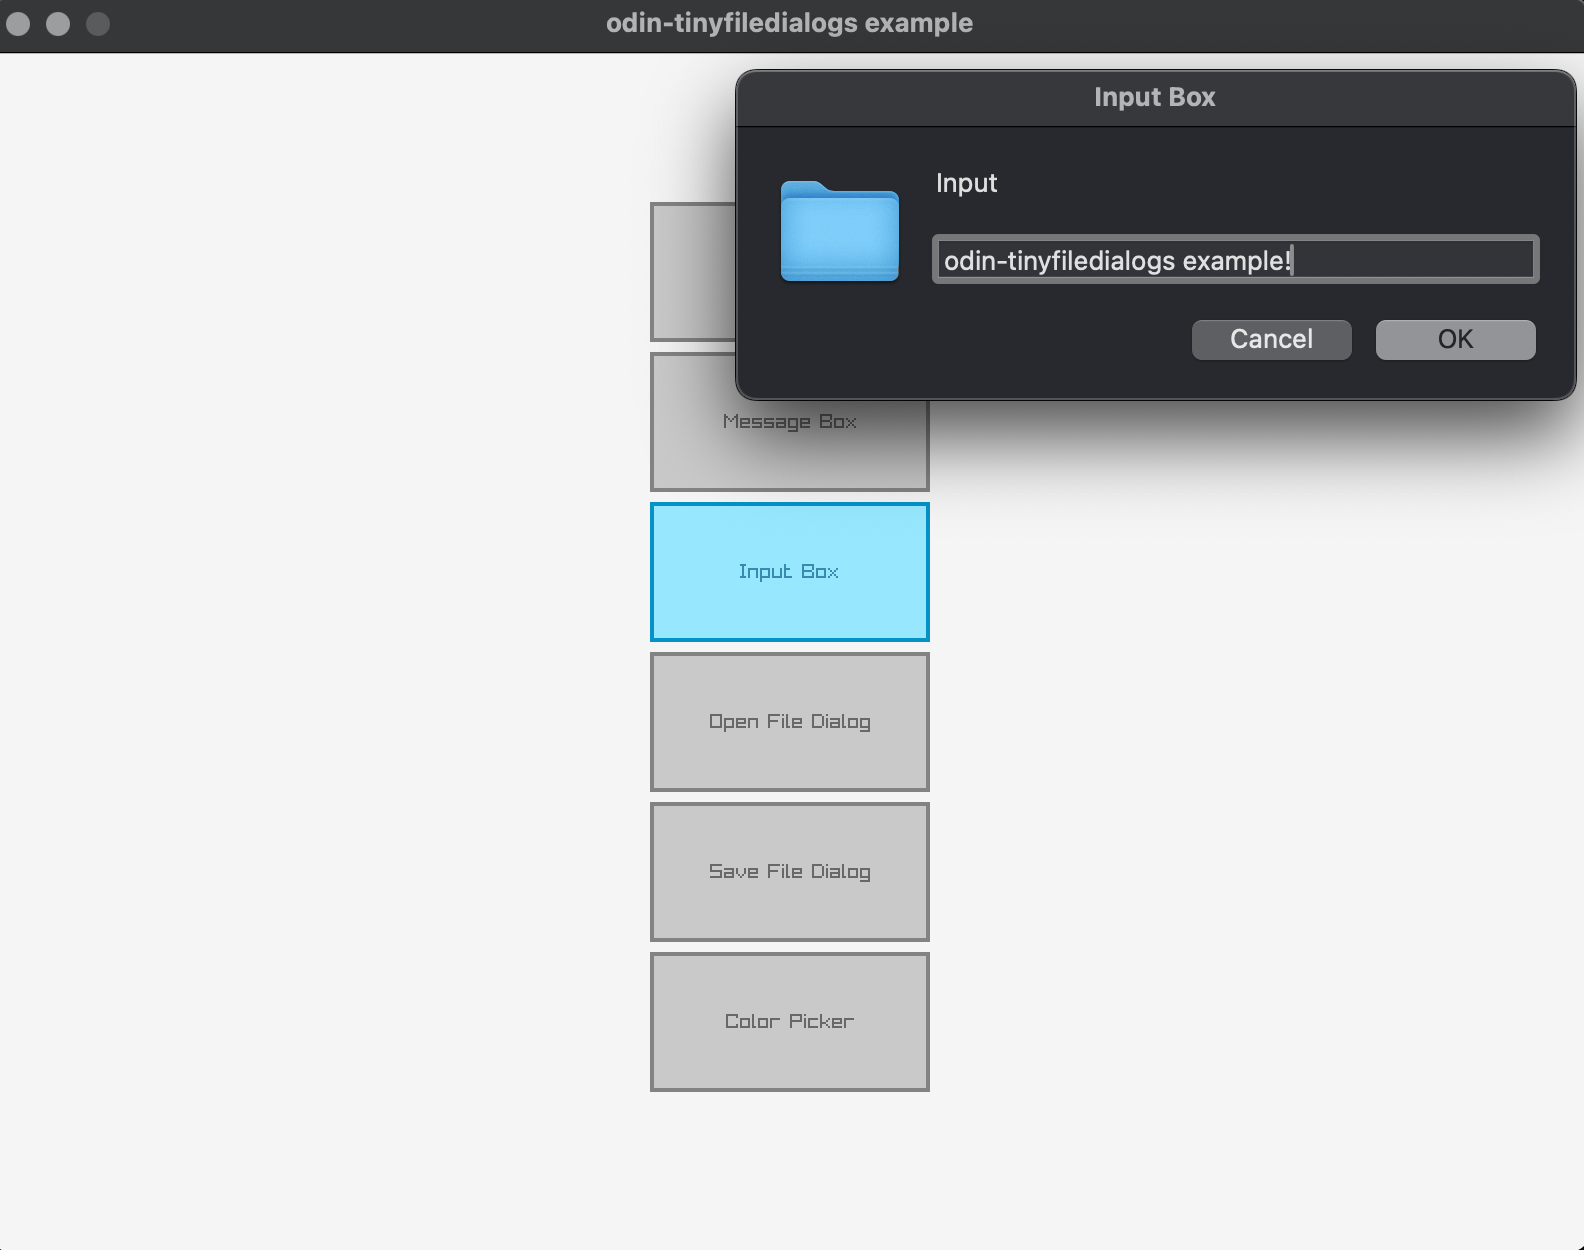 odin-tinyfiledialogs example
Input Box
Input
odin-tinyfiledialogs example!
Cancel
OK
Message Box
Input Box
Open File Dialog
Save File Dialog
Color Picker